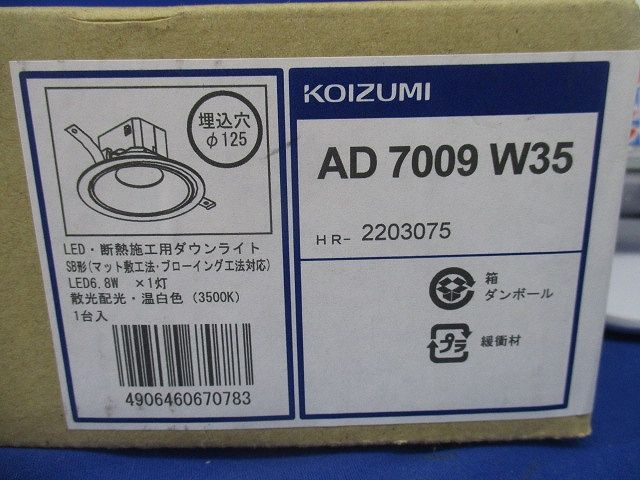 埋込穴
φ125
LED・断熱施工用ダウンライト
SB形(マット敷工法・ブローイング工法対応)
LED6.8W ×1灯
散光配光・温白色（3500K）
1台入
4906460670783
KOIZUMI
AD 7009 W35
HR- 2203075
箱
ダンボール
プラ
緩衝材